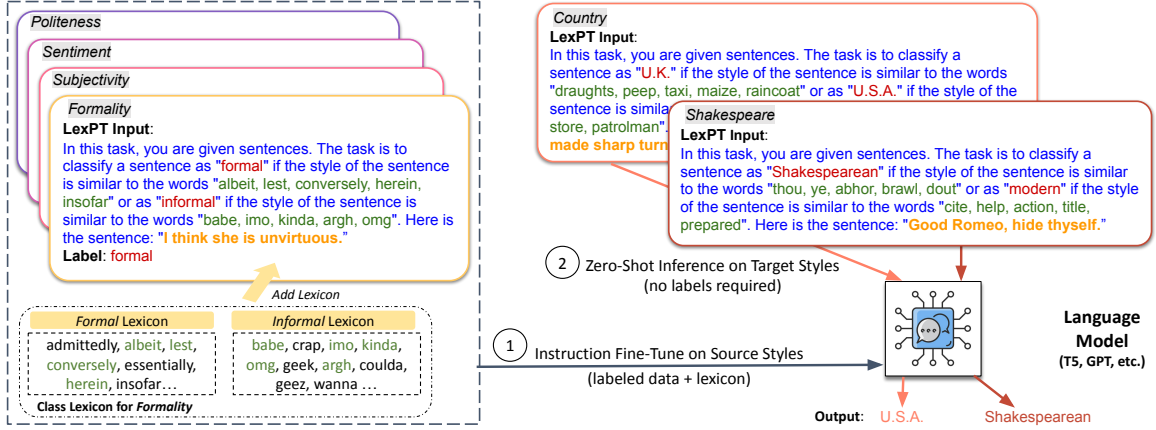 Politeness
Sentiment
Subjectivity
Formality
LexPT Input:
In this task, you are given sentences. The task is to
classify a sentence as "formal" if the style of the sentence
is similar to the words "albeit, lest, conversely, herein,
insofar" or as "informal" if the style of the sentence is
similar to the words "babe, imo, kinda, argh, omg". Here is
the sentence: "I think she is unvirtuous."
Label: formal
Add Lexicon
Formal Lexicon
admittedly, albeit, lest,
conversely, essentially,
herein, insofar…
Informal Lexicon
babe, crap, imo, kinda,
omg, geek, argh, coulda,
geez, wanna ...
Class Lexicon for Formality
1
Instruction Fine-Tune on Source Styles
(labeled data + lexicon)
Country
LexPT Input:
In this task, you are given sentences. The task is to classify a
sentence as "U.K." if the style of the sentence is similar to the words
"draughts, peep, taxi, maize, raincoat" or as "U.S.A." if the style of the
sentence is simila
store, patrolman".
made sharp turn
Shakespeare
LexPT Input:
In this task, you are given sentences. The task is to classify a
sentence as "Shakespearean" if the style of the sentence is similar
to the words "thou, ye, abhor, brawl, dout" or as "modern" if the style
of the sentence is similar to the words "cite, help, action, title,
prepared". Here is the sentence: "Good Romeo, hide thyself."
2
Zero-Shot Inference on Target Styles
(no labels required)
Language
Model
(T5, GPT, etc.)
Output:
U.S.A.
Shakespearean